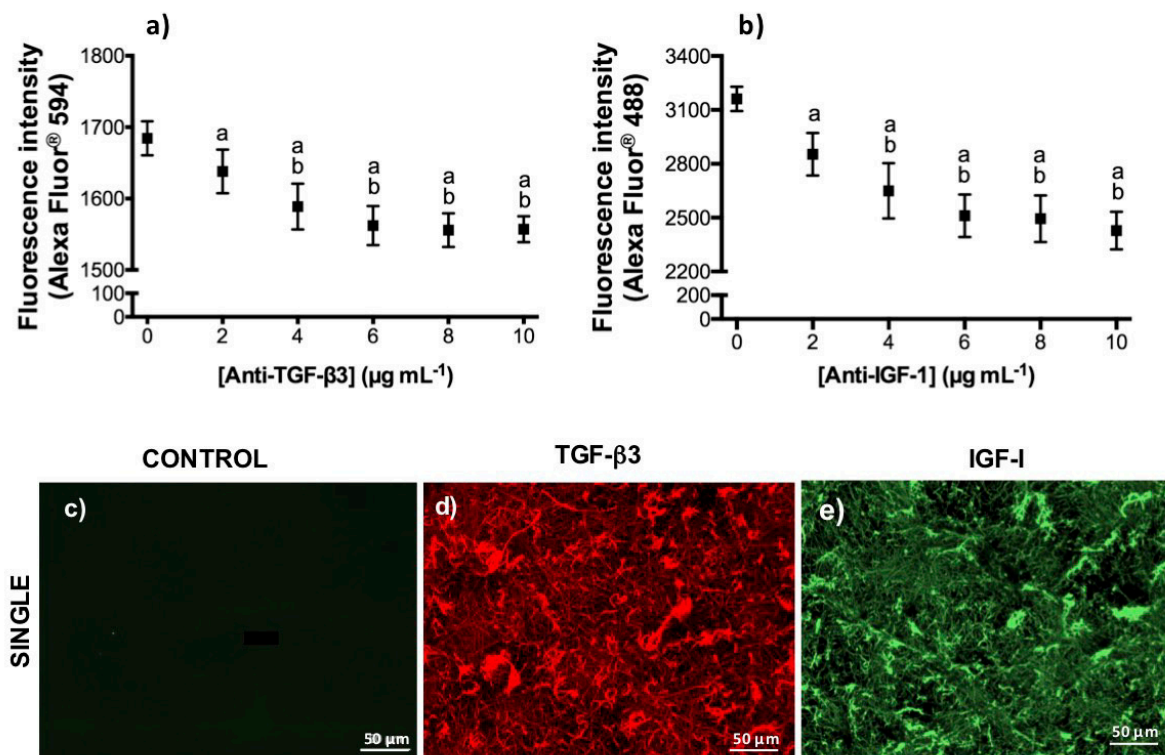 a)
Fluorescence intensity
(Alexa Fluor® 594)
1800
1700
1600
1500
100
0
a
a
b
a
b
a
b
a
b
0 2 4 6 8 10
[Anti-TGF-β3] (µg mL-1)
b)
Fluorescence intensity
(Alexa Fluor® 488)
3400
3100
2800
2500
2200
200
0
a
a
b
a
b
a
b
a
b
0 2 4 6 8 10
[Anti-IGF-1] (µg mL-1)
CONTROL
TGF-β3
IGF-I
SINGLE
c)
50 µm
d)
50 µm
e)
50 µm